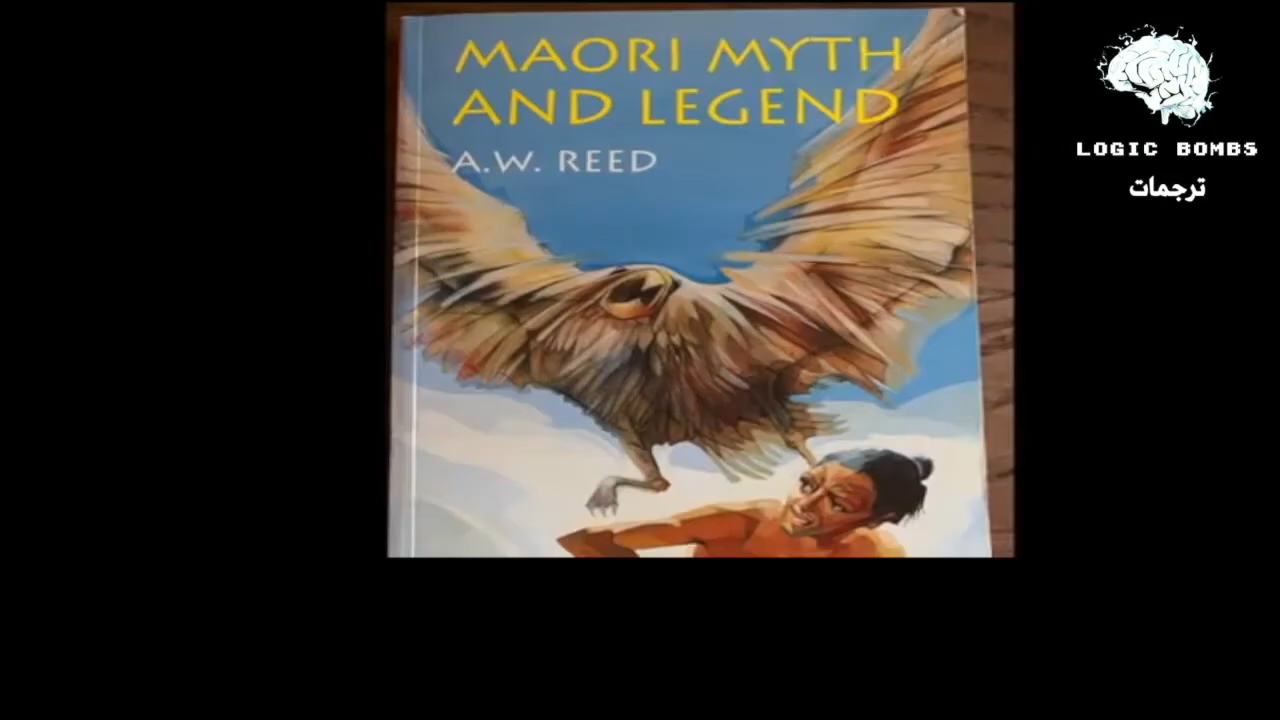 MAORI MYTH
AND LEGEND
A.W. REED
LOGIC BOMBS
ترجمات